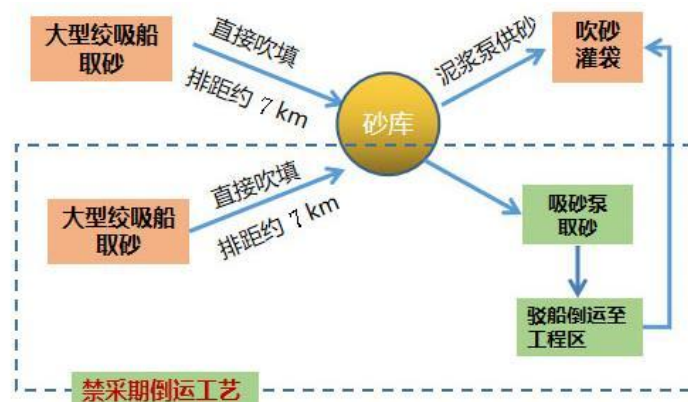 大型绞吸船
取砂
直接吹填
排距约 7 km
砂库
泥浆泵供砂
吹砂
灌袋
大型绞吸船
取砂
直接吹填
排距约 7 km
吸砂泵
取砂
驳船倒运至
工程区
禁采期倒运工艺